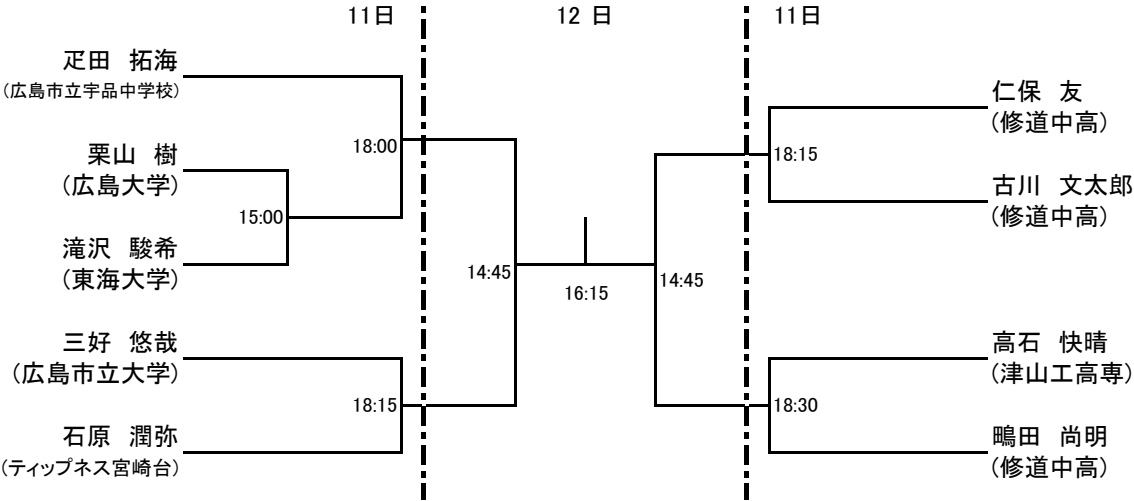 11日
12 日
11日
疋田 拓海
(広島市立宇品中学校)
栗山 樹
(広島大学)
滝沢 駿希
(東海大学)
三好 悠哉
(広島市立大学)
石原 潤弥
(ティップネス宮崎台)
18:00
15:00
18:15
14:45
16:15
14:45
18:15
18:30
仁保 友
(修道中高)
古川 文太郎
(修道中高)
高石 快晴
(津山工高専)
鴫田 尚明
(修道中高)